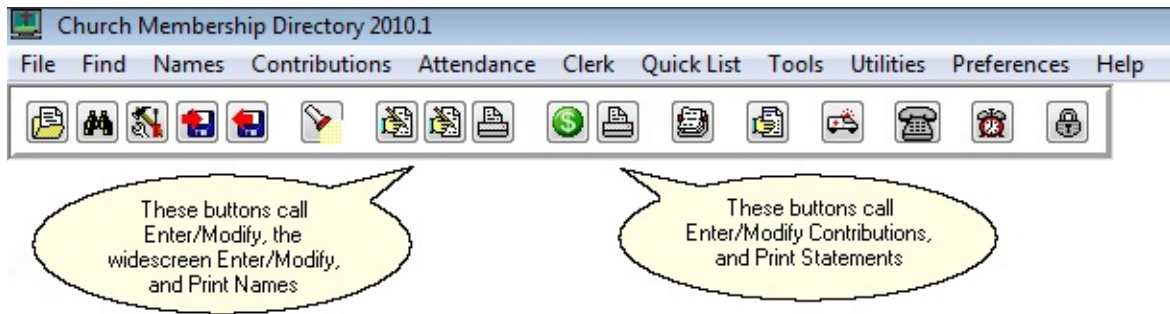 Church Membership Directory 2010.1
File Find Names Contributions Attendance Clerk Quick List Tools Utilities Preferences Help
$
These buttons call
Enter/Modify, the
widescreen Enter/Modify,
and Print Names
These buttons call
Enter/Modify Contributions,
and Print Statements